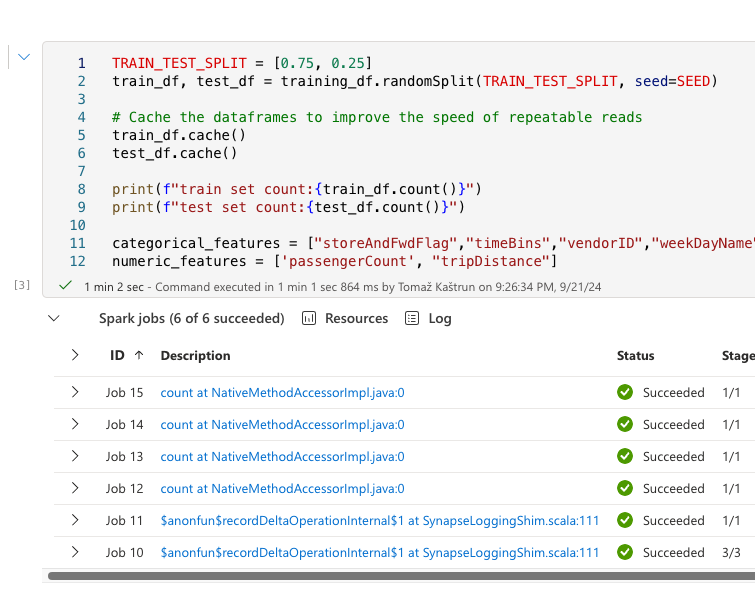 1 TRAIN_TEST_SPLIT = [0.75, 0.25]
2 train_df, test_df = training_df.randomSplit(TRAIN_TEST_SPLIT, seed=SEED)
3
4 # Cache the dataframes to improve the speed of repeatable reads
5 train_df.cache()
6 test_df.cache()
7
8 print(f"train set count:{train_df.count()}")
9 print(f"test set count:{test_df.count()}")
10
11 categorical_features = ["storeAndFwdFlag","timeBins","vendorID","weekDayName"
12 numeric_features = ['passengerCount', "tripDistance"]
[3] 1 min 2 sec - Command executed in 1 min 1 sec 864 ms by Tomaž Kaštrun on 9:26:34 PM, 9/21/24
Spark jobs (6 of 6 succeeded) Resources Log
ID ↑ Description Status Stage
Job 15 count at NativeMethodAccessorImpl.java:0 Succeeded 1/1
Job 14 count at NativeMethodAccessorImpl.java:0 Succeeded 1/1
Job 13 count at NativeMethodAccessorImpl.java:0 Succeeded 1/1
Job 12 count at NativeMethodAccessorImpl.java:0 Succeeded 1/1
Job 11 $anonfun$recordDeltaOperationInternal$1 at SynapseLoggingShim.scala:111 Succeeded 1/1
Job 10 $anonfun$recordDeltaOperationInternal$1 at SynapseLoggingShim.scala:111 Succeeded 3/3